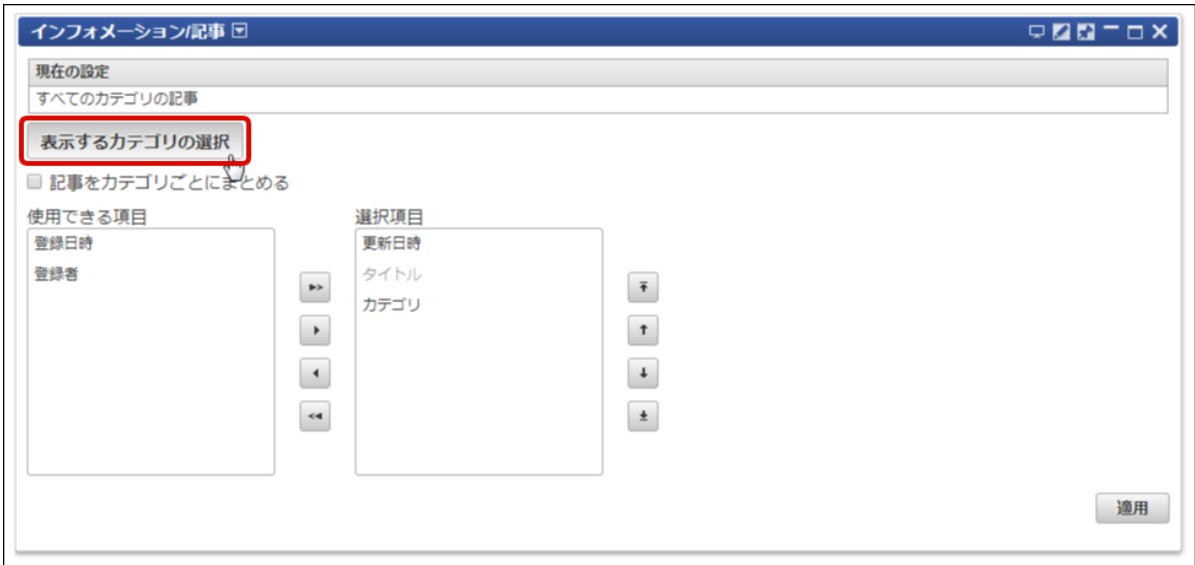 インフォメーション/記事
現在の設定
すべてのカテゴリの記事
表示するカテゴリの選択
記事をカテゴリごとにまとめる
使用できる項目
登録日時
登録者
選択項目
更新日時
タイトル
カテゴリ
適用